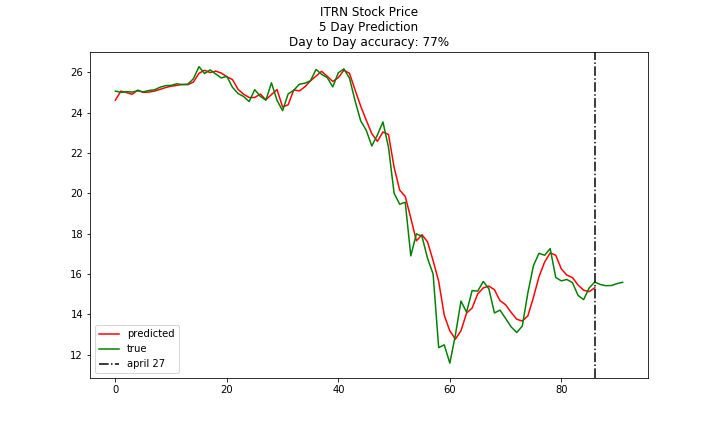 ITRN Stock Price
5 Day Prediction
Day to Day accuracy: 77%
26
24
22
20
18
16
14
12
predicted
true
april 27
0
20
40
60
80